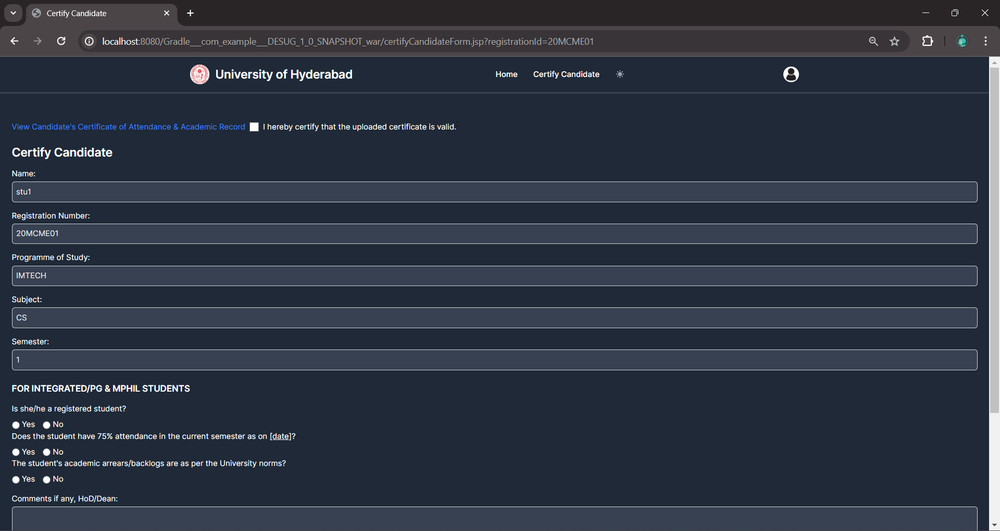 Certify Candidate
localhost:8080/Gradle___com_example___DESUG_1_0_SNAPSHOT_war/certifyCandidateForm.jsp?registrationId=20MCME01
University of Hyderabad Home Certify Candidate
View Candidate's Certificate of Attendance & Academic Record I hereby certify that the uploaded certificate is valid.
Certify Candidate
Name:
stu1
Registration Number:
20MCME01
Programme of Study:
IMTECH
Subject:
CS
Semester:
1
FOR INTEGRATED/PG & MPHIL STUDENTS
Is she/he a registered student?
Yes No
Does the student have 75% attendance in the current semester as on [date]?
Yes No
The student's academic arrears/backlogs are as per the University norms?
Yes No
Comments if any, HoD/Dean: